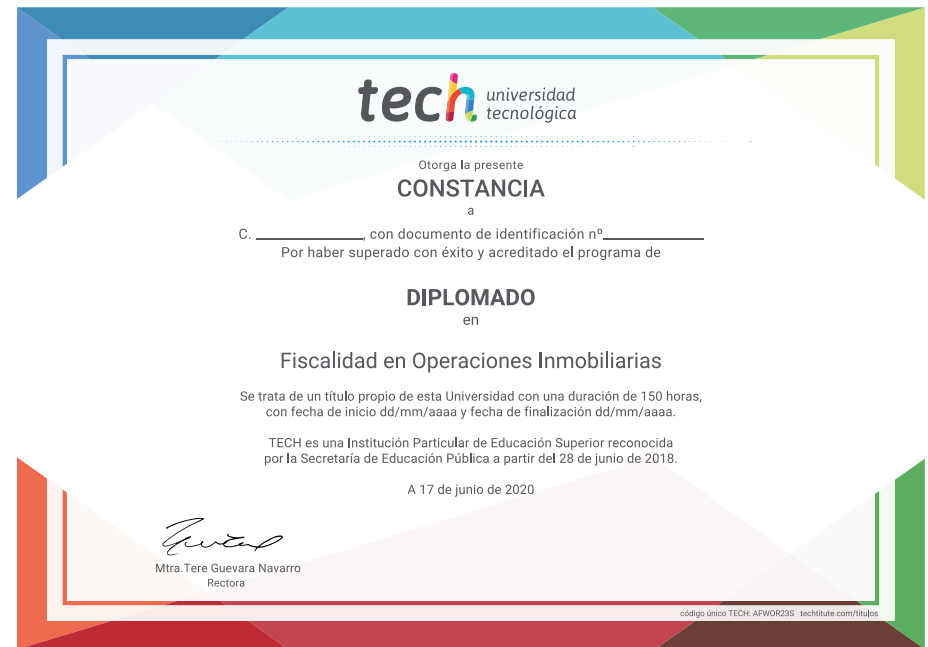 tech universidad
tecnológica
Otorga la presente
CONSTANCIA
a
C. ______________, con documento de identificación nº_____________
Por haber superado con éxito y acreditado el programa de
DIPLOMADO
en
Fiscalidad en Operaciones Inmobiliarias
Se trata de un título propio de esta Universidad con una duración de 150 horas,
con fecha de inicio dd/mm/aaaa y fecha de finalización dd/mm/aaaa.
TECH es una Institución Particular de Educación Superior reconocida
por la Secretaría de Educación Pública a partir del 28 de junio de 2018.
A 17 de junio de 2020
Mtra.Tere Guevara Navarro
Rectora
código único TECH: AFWOR23S techtitute.com/titulos